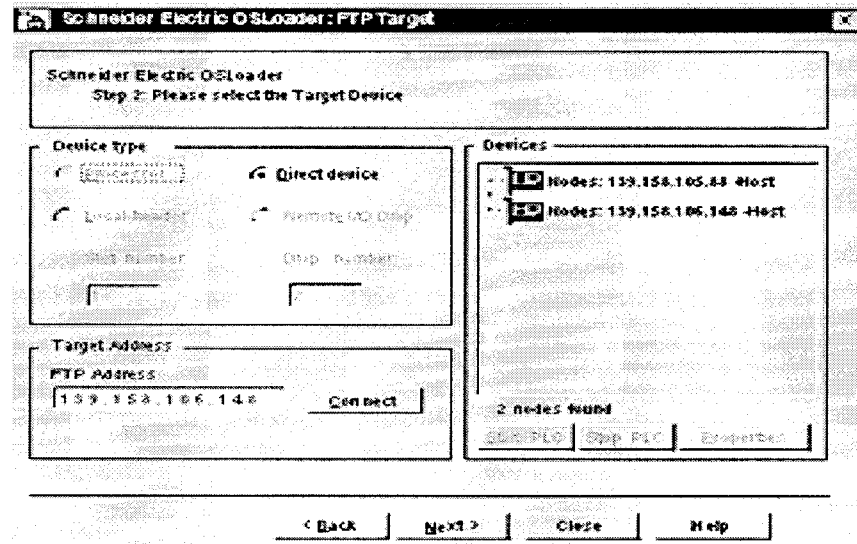 Schneider Electric OSLoader: FTP Target
Schneider Electric OSLoader
Step 2: Please select the Target Device
Device type
Direct device
Local header
Remote I/O Drop
Slot number
Drop number
Target Address
FTP Address
139.158.106.148
Connect
Devices
Nodes: 139.158.105.88 -Host
Nodes: 139.158.106.148 -Host
2 nodes found
Start PLC
Stop PLC
Properties
< Back
Next >
Close
Help